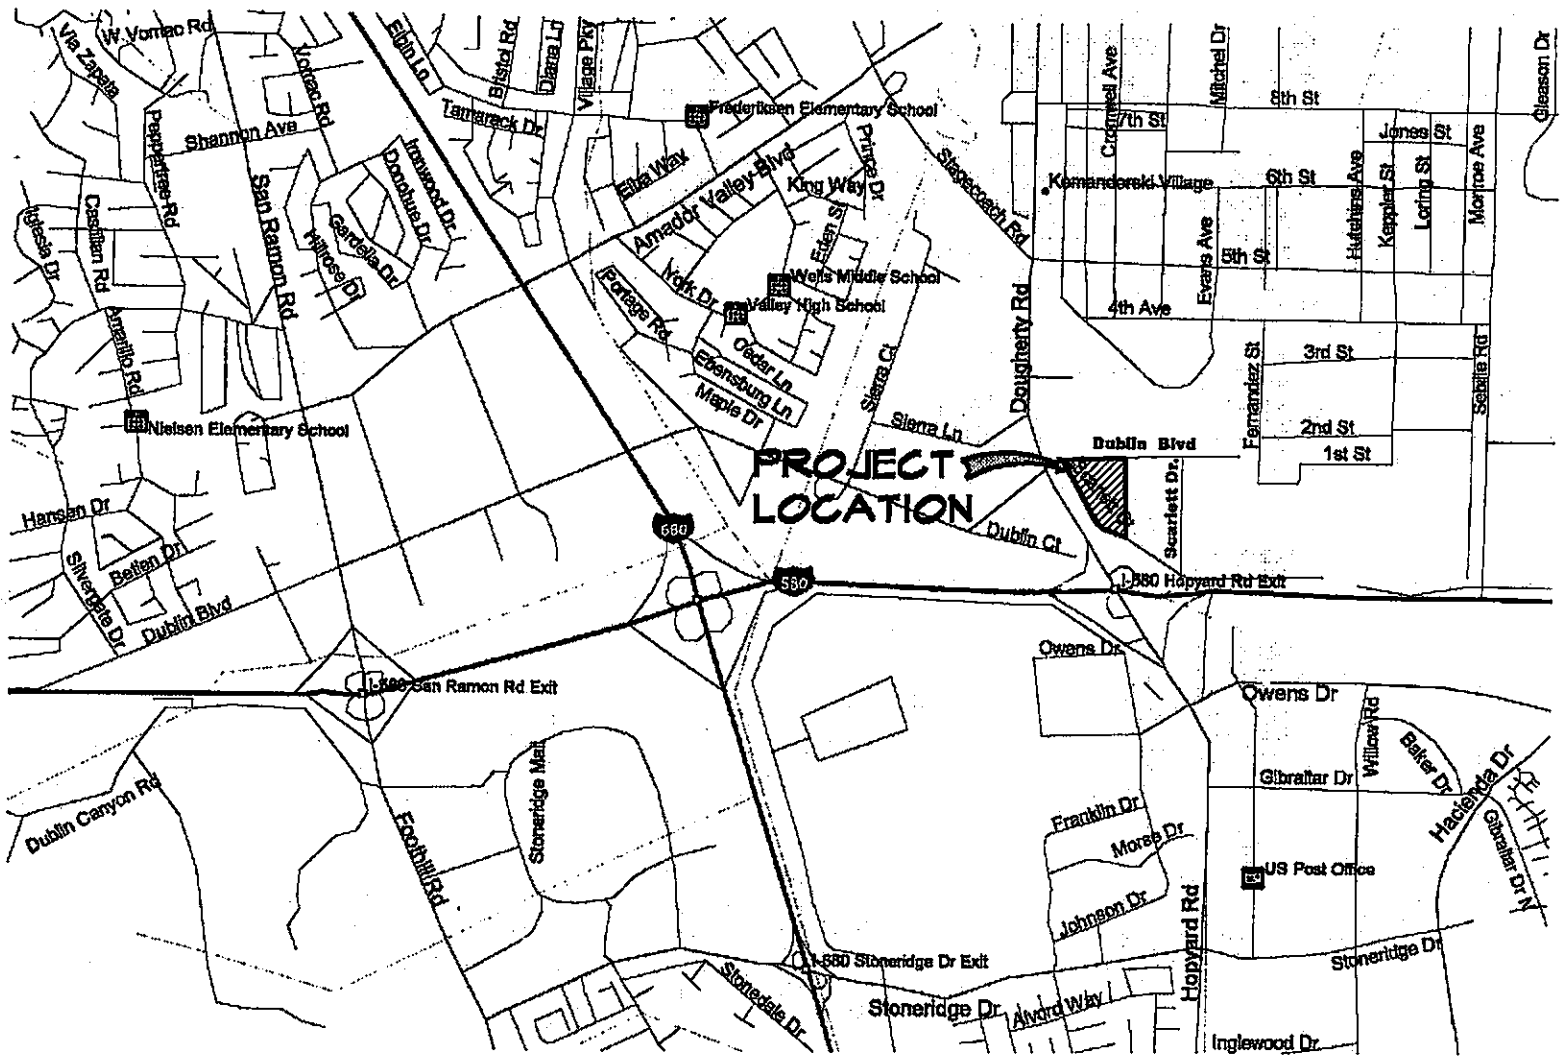 W Vomac Rd
Via Zapata
Vomac Rd
Elbin Ln
Bristol Rd
Diana Ln
Village Pky
Tamarack Dr
Frederiksen Elementary School
Shannon Ave
Peppertree Rd
San Ramon Rd
Castilian Rd
Iglesia Dr
Amarillo Rd
Ironwood Dr
Donohue Dr
Gardella Dr
Hillrose Dr
Elba Way
Amador Valley Blvd
King Way
Prince Dr
Eden St
Stagecoach Rd
York Dr
Portage Rd
Wells Middle School
Valley High School
Cedar Ln
Ebensburg Ln
Maple Dr
Sierra Ct
Sierra Ln
Dougherty Rd
Komandorski Village
Cromwell Ave
Mitchel Dr
Gleason Dr
8th St
7th St
6th St
5th St
4th Ave
3rd St
2nd St
1st St
Jones St
Hutchins Ave
Keppler St
Loring St
Monroe Ave
Evans Ave
Fernandez St
Sebille Rd
Nielsen Elementary School
Dublin Blvd
PROJECT
LOCATION
Scarlett Dr.
Dublin Ct
Hansen Dr
Betlen Dr
Silvergate Dr
Dublin Blvd
680
580
I-580 Hopyard Rd Exit
I-580 San Ramon Rd Exit
Owens Dr
Owens Dr
Willow Rd
Baker Dr
Hacienda Dr
Gibraltar Dr
Gibraltar Dr N
Dublin Canyon Rd
Foothill Rd
Stoneridge Mall
Franklin Dr
Morse Dr
Johnson Dr
Hopyard Rd
US Post Office
I-680 Stoneridge Dr Exit
Stonedale Dr
Stoneridge Dr
Stoneridge Dr
Alvord Way
Inglewood Dr